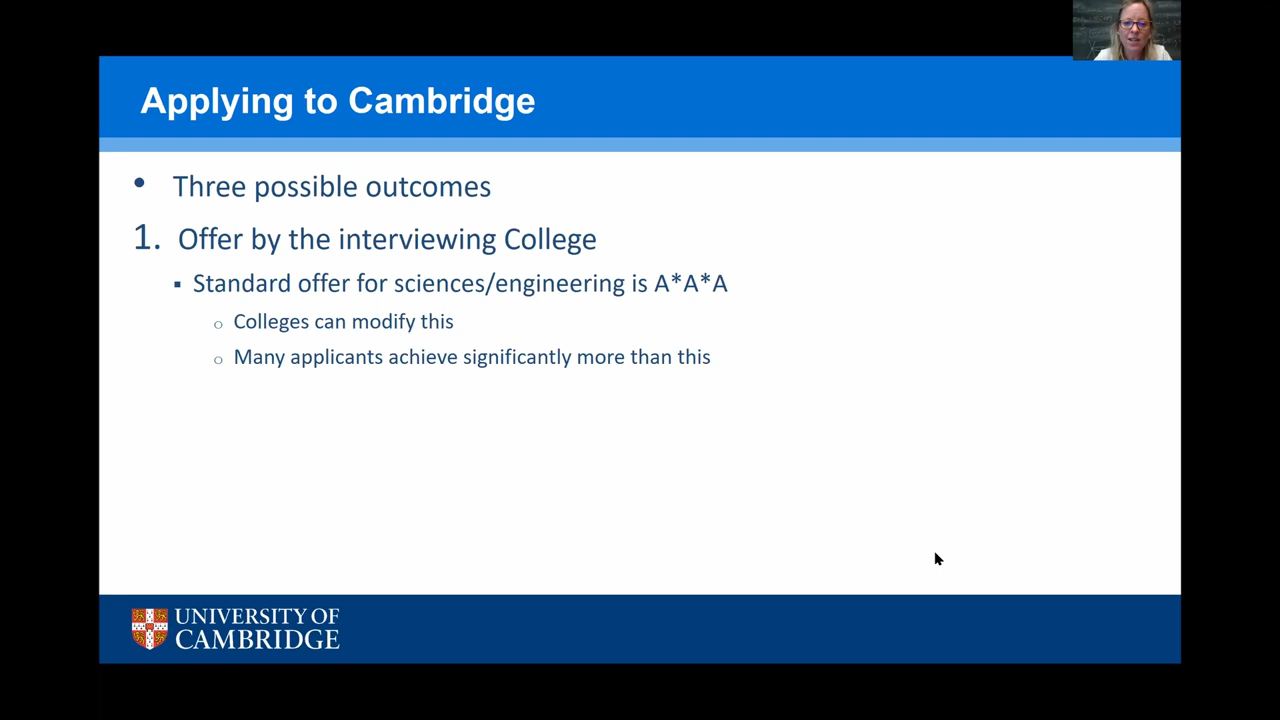 Applying to Cambridge
• Three possible outcomes
1. Offer by the interviewing College
▪ Standard offer for sciences/engineering is A*A*A
○ Colleges can modify this
○ Many applicants achieve significantly more than this
UNIVERSITY OF
CAMBRIDGE